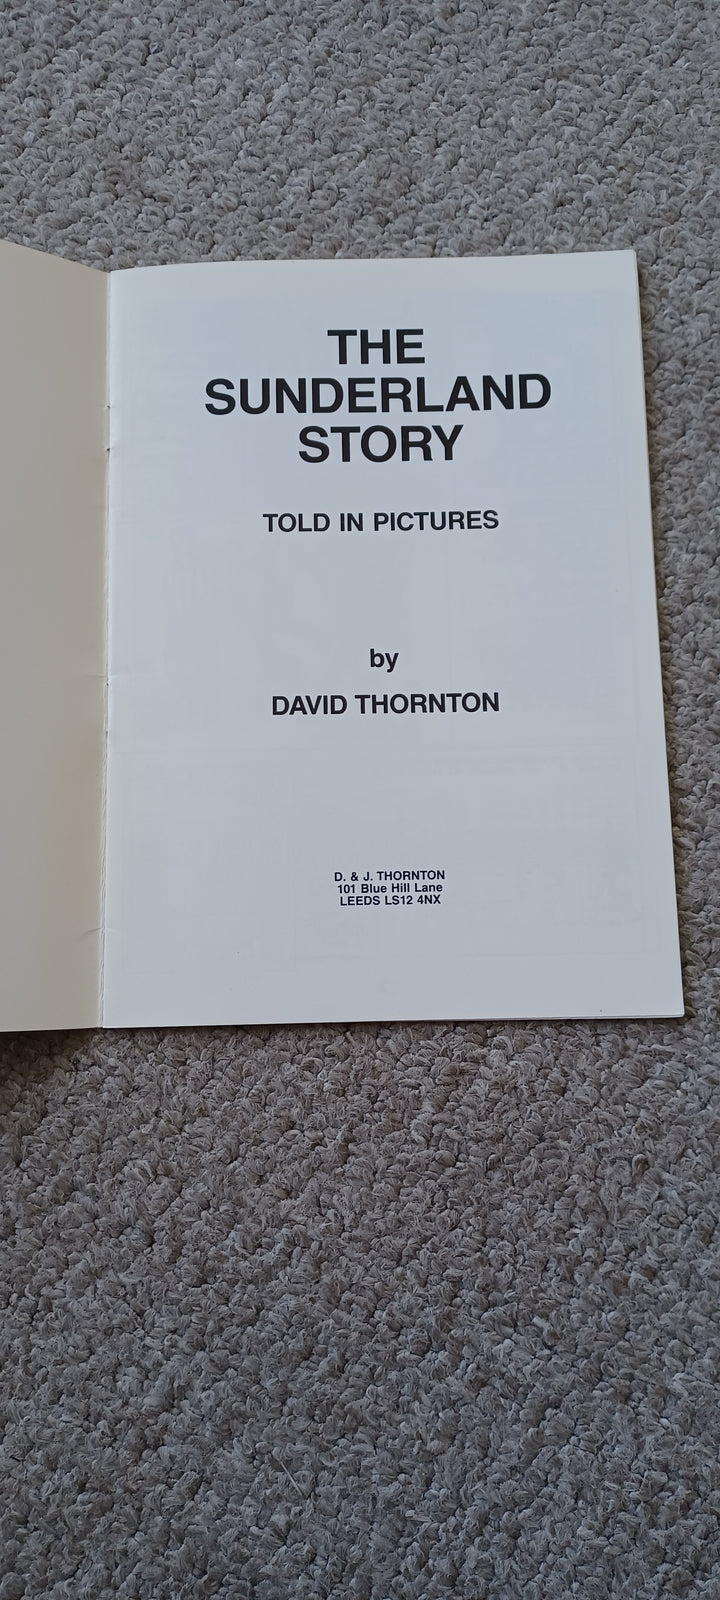 THE
SUNDERLAND
STORY
TOLD IN PICTURES
by
DAVID THORNTON
D. & J. THORNTON
101 Blue Hill Lane
LEEDS LS12 4NX